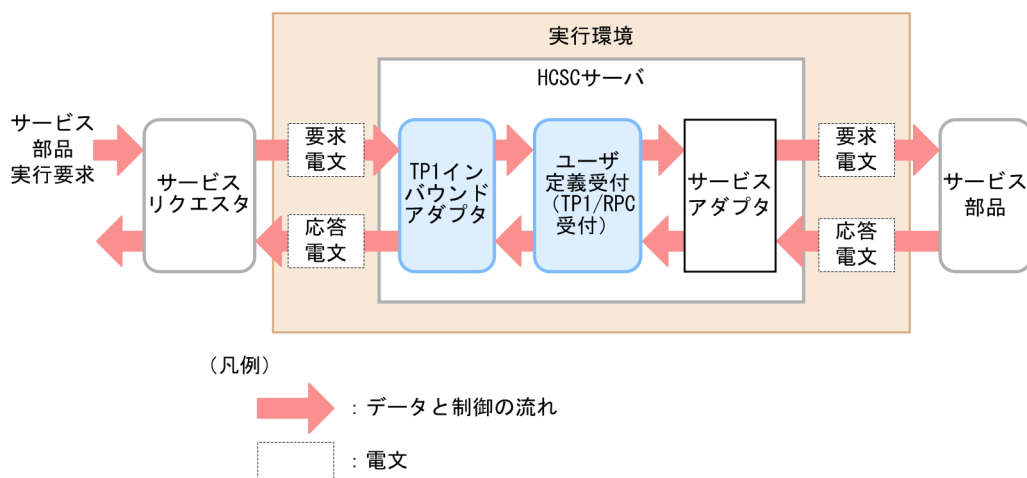 実行環境
HCSCサーバ
サービス
部品
実行要求
サービス
リクエスタ
要求
電文
TP1イン
バウンド
アダプタ
ユーザ
定義受付
（TP1/RPC
受付）
サービス
アダプタ
要求
電文
サービス
部品
応答
電文
応答
電文
（凡例）
：データと制御の流れ
：電文